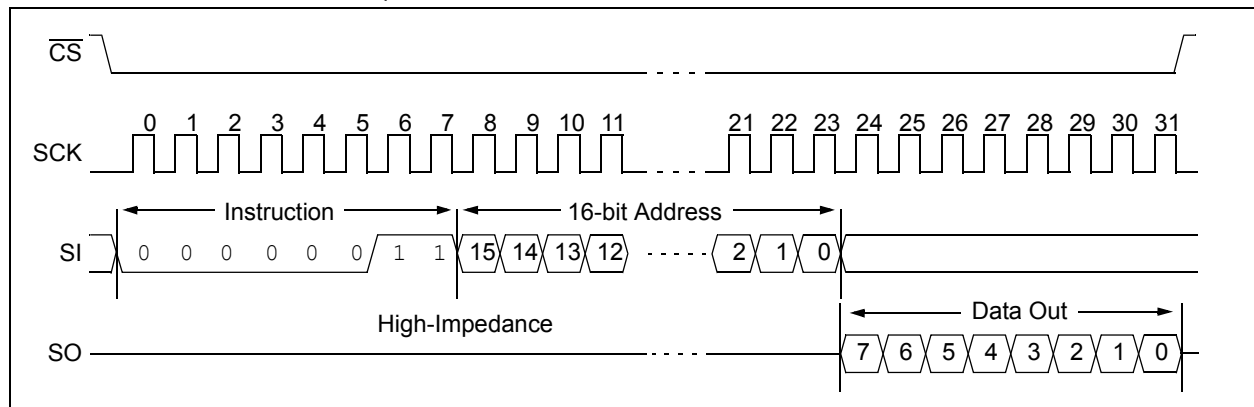 CS
0 1 2 3 4 5 6 7 8 9 10 11 21 22 23 24 25 26 27 28 29 30 31
SCK
Instruction 16-bit Address
SI 0 0 0 0 0 0 1 1 15 14 13 12 2 1 0
Data Out
High-Impedance
SO 7 6 5 4 3 2 1 0